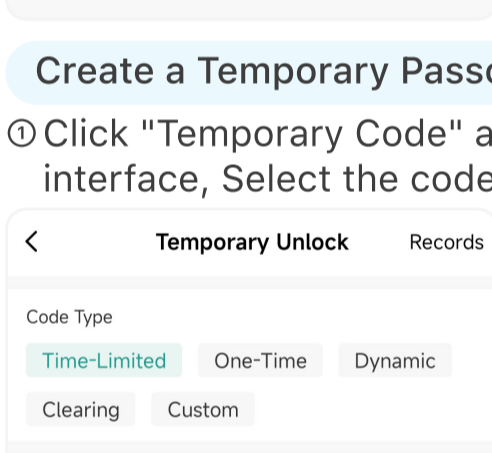 Create a Temporary
① Click "Temporary Code"
interface, Select the code
Temporary Unlock Records
Code Type
Time-Limited One-Time Dynamic
Clearing Custom